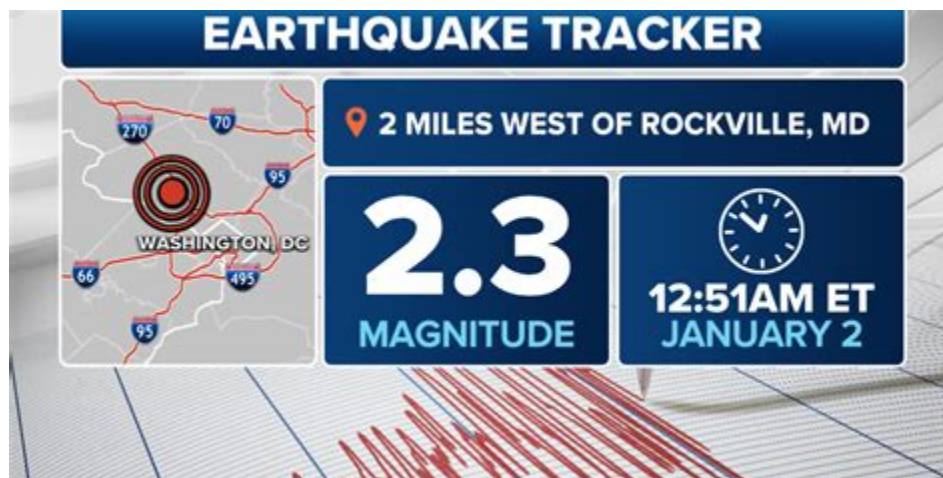 EARTHQUAKE TRACKER
2 MILES WEST OF ROCKVILLE, MD
270
70
95
WASHINGTON, DC
66
495
95
2.3
MAGNITUDE
12:51AM ET
JANUARY 2